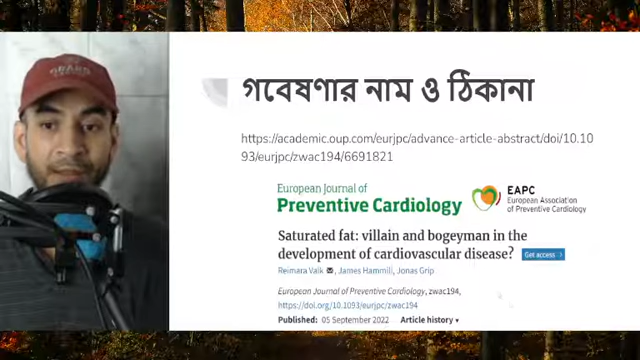 গবেষণার নাম ও ঠিকানা
https://academic.oup.com/eurjpc/advance-article-abstract/doi/10.10
93/eurjpc/zwac194/6691821
European Journal of
Preventive Cardiology
EAPC
European Association
of Preventive Cardiology
Saturated fat: villain and bogeyman in the
development of cardiovascular disease?
Get access
Reimara Valk, James Hammill, Jonas Grip
European Journal of Preventive Cardiology, zwac194,
https://doi.org/10.1093/eurjpc/zwac194
Published: 05 September 2022 Article history